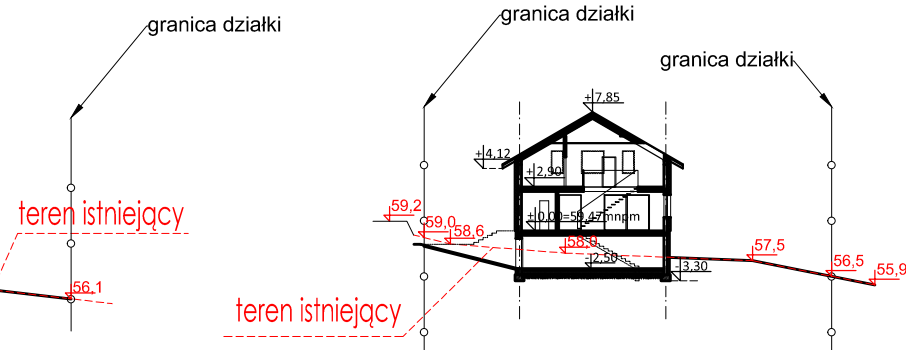 granica działki
granica działki
granica działki
+7,85
+4,12
+2,90
59,2
teren istniejący
59,0
58,6
+0,00=59,47mnpm
58,0
57,5
-2,50
-3,30
56,5
55,9
56,1
teren istniejący